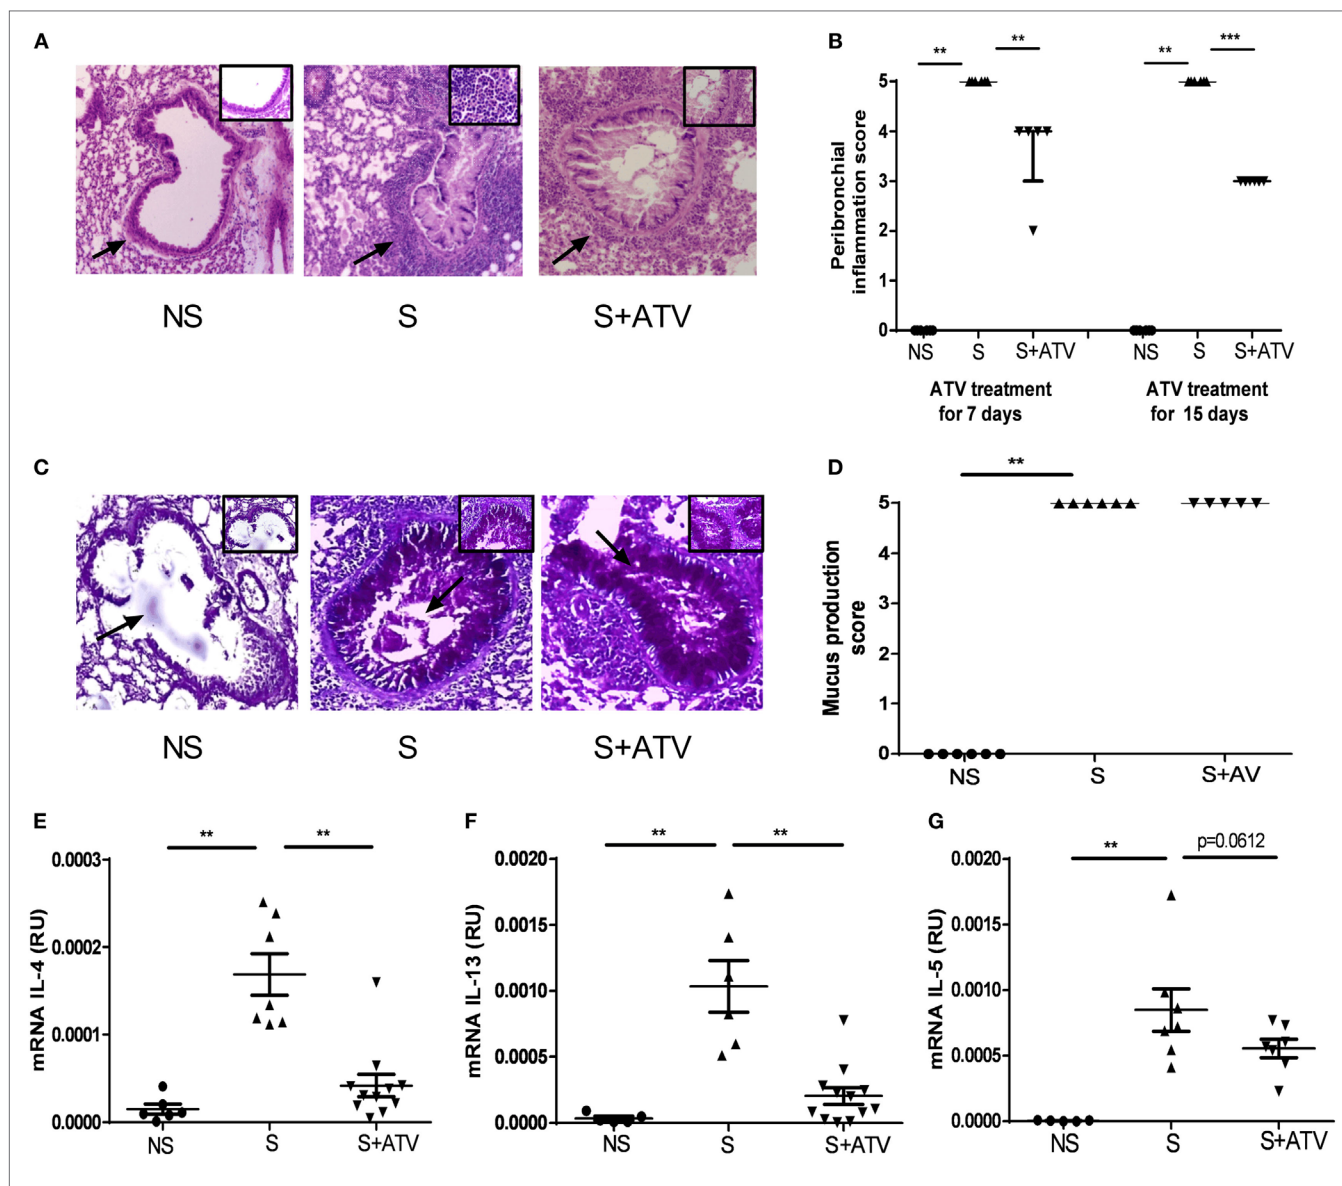 A
NS
S
S+ATV
B
** ** ** ***
Peribronchial
inflammation score
5
4
3
2
1
0
NS S S+ATV NS S S+ATV
ATV treatment
for 7 days
ATV treatment
for 15 days
C
NS
S
S+ATV
D
**
Mucus production
score
5
4
3
2
1
0
NS S S+AV
E
** **
mRNA IL-4 (RU)
0.0003
0.0002
0.0001
0.0000
NS S S+ATV
F
** **
mRNA IL-13 (RU)
0.0020
0.0015
0.0010
0.0005
0.0000
NS S S+ATV
G
** p=0.0612
mRNA IL-5 (RU)
0.0020
0.0015
0.0010
0.0005
0.0000
NS S S+ATV